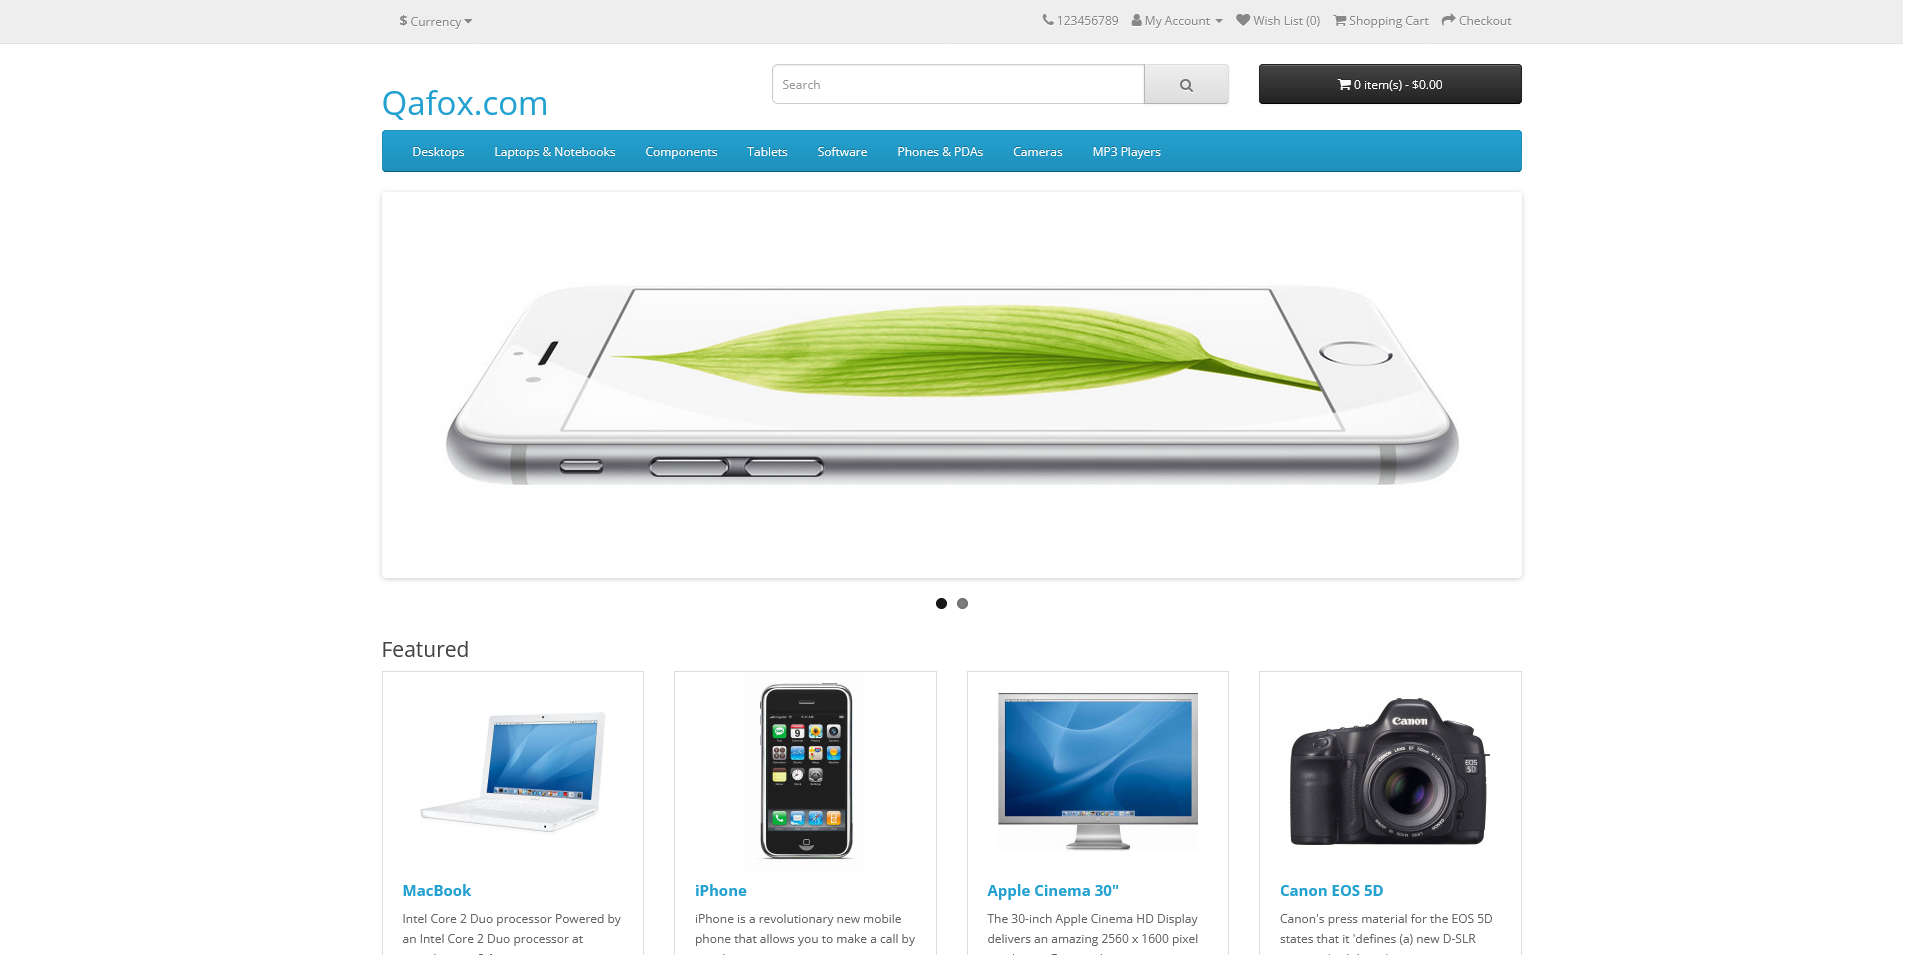 $ Currency
123456789 My Account Wish List (0) Shopping Cart Checkout
Qafox.com
Search
0 item(s) - $0.00
Desktops Laptops & Notebooks Components Tablets Software Phones & PDAs Cameras MP3 Players
Featured
MacBook
Intel Core 2 Duo processor Powered by
an Intel Core 2 Duo processor at
iPhone
iPhone is a revolutionary new mobile
phone that allows you to make a call by
Apple Cinema 30"
The 30-inch Apple Cinema HD Display
delivers an amazing 2560 x 1600 pixel
Canon
EOS
5D
Canon EOS 5D
Canon's press material for the EOS 5D
states that it 'defines (a) new D-SLR